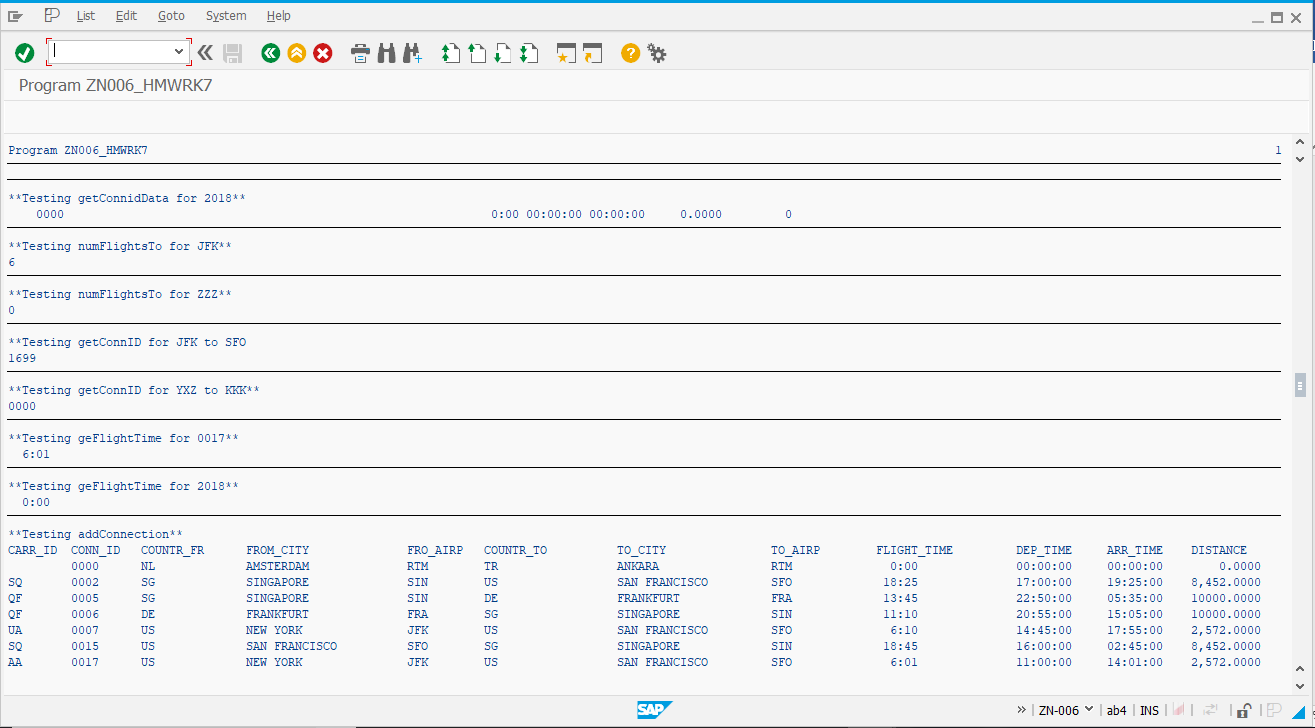 List Edit Goto System Help
Program ZN006_HMWRK7
Program ZN006_HMWRK7 1
**Testing getConnidData for 2018**
0000 0:00 00:00:00 00:00:00 0.0000 0
**Testing numFlightsTo for JFK**
6
**Testing numFlightsTo for ZZZ**
0
**Testing getConnID for JFK to SFO
1699
**Testing getConnID for YXZ to KKK**
0000
**Testing geFlightTime for 0017**
6:01
**Testing geFlightTime for 2018**
0:00
**Testing addConnection**
CARR_ID CONN_ID COUNTR_FR FROM_CITY FRO_AIRP COUNTR_TO TO_CITY TO_AIRP FLIGHT_TIME DEP_TIME ARR_TIME DISTANCE
0000 NL AMSTERDAM RTM TR ANKARA RTM 0:00 00:00:00 00:00:00 0.0000
SQ 0002 SG SINGAPORE SIN US SAN FRANCISCO SFO 18:25 17:00:00 19:25:00 8,452.0000
QF 0005 SG SINGAPORE SIN DE FRANKFURT FRA 13:45 22:50:00 05:35:00 10000.0000
QF 0006 DE FRANKFURT FRA SG SINGAPORE SIN 11:10 20:55:00 15:05:00 10000.0000
UA 0007 US NEW YORK JFK US SAN FRANCISCO SFO 6:10 14:45:00 17:55:00 2,572.0000
SQ 0015 US SAN FRANCISCO SFO SG SINGAPORE SIN 18:45 16:00:00 02:45:00 8,452.0000
AA 0017 US NEW YORK JFK US SAN FRANCISCO SFO 6:01 11:00:00 14:01:00 2,572.0000
SAP ZN-006 ab4 INS